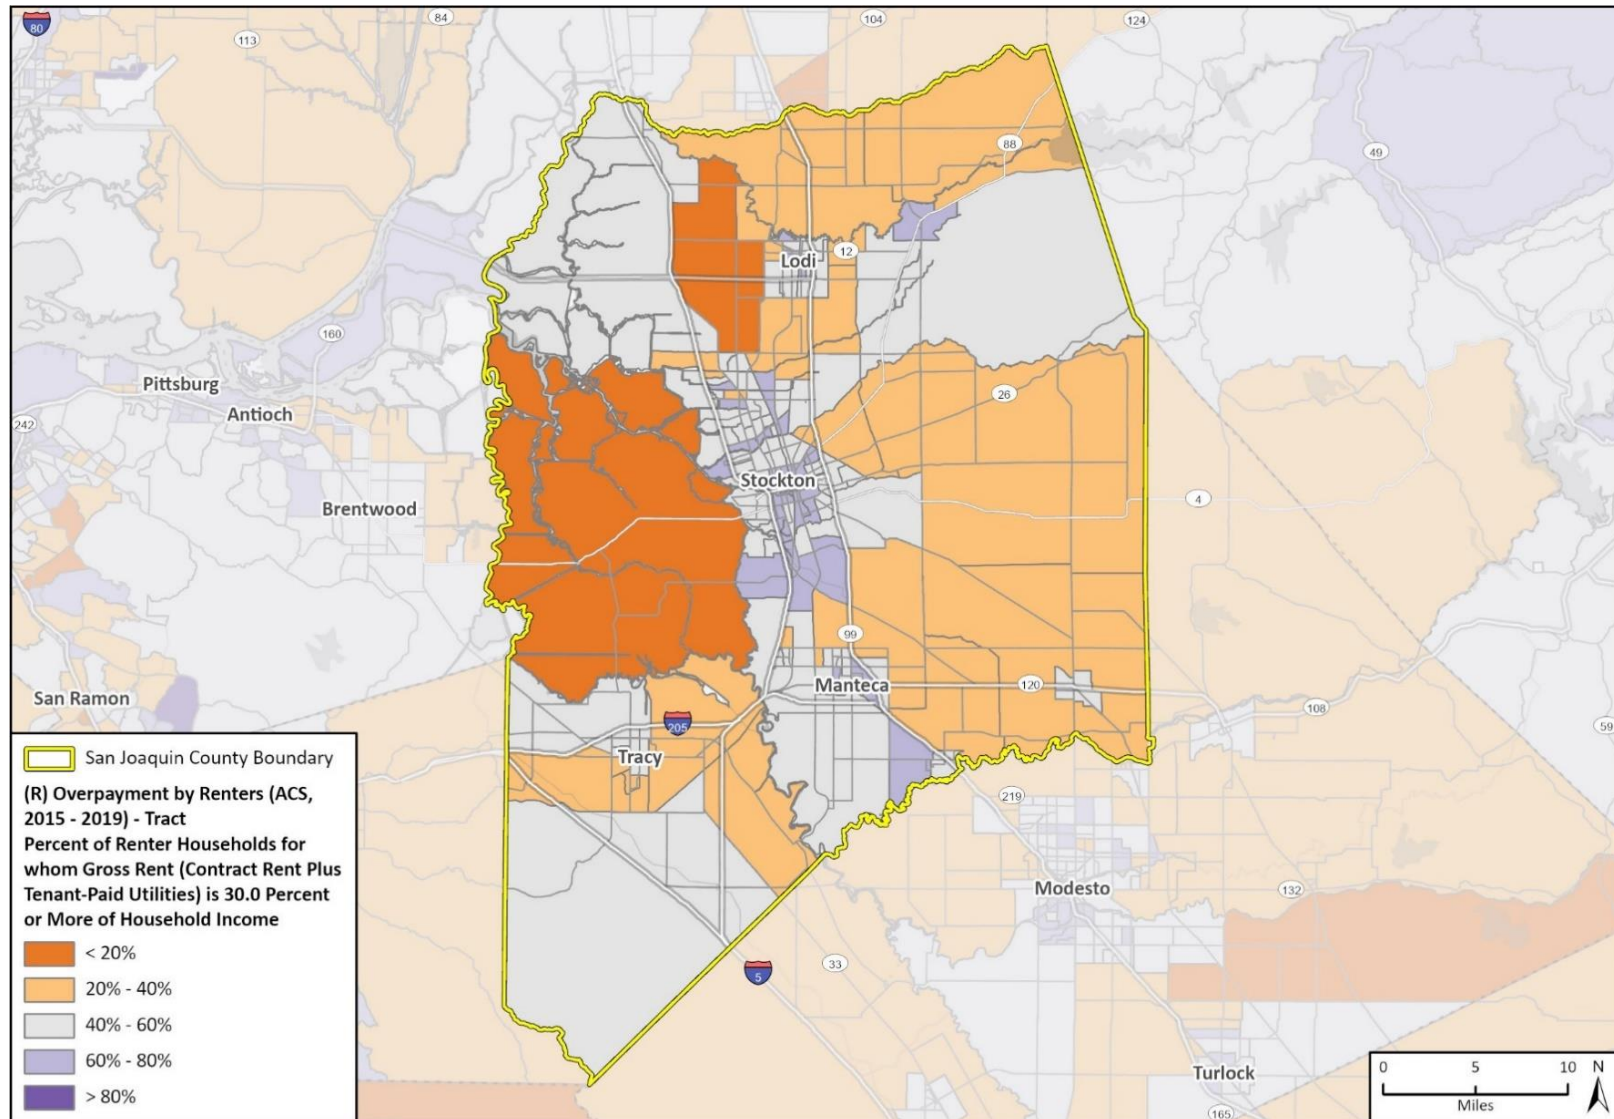 80
84
104
124
113
49
88
12
Lodi
160
Pittsburg
Antioch
242
26
Stockton
4
Brentwood
99
Manteca
120
San Ramon
205
108
59
Tracy
219
Modesto
132
33
5
Turlock
165
San Joaquin County Boundary
(R) Overpayment by Renters (ACS,
2015 - 2019) - Tract
Percent of Renter Households for
whom Gross Rent (Contract Rent Plus
Tenant-Paid Utilities) is 30.0 Percent
or More of Household Income
< 20%
20% - 40%
40% - 60%
60% - 80%
> 80%
0 5 10 N
Miles